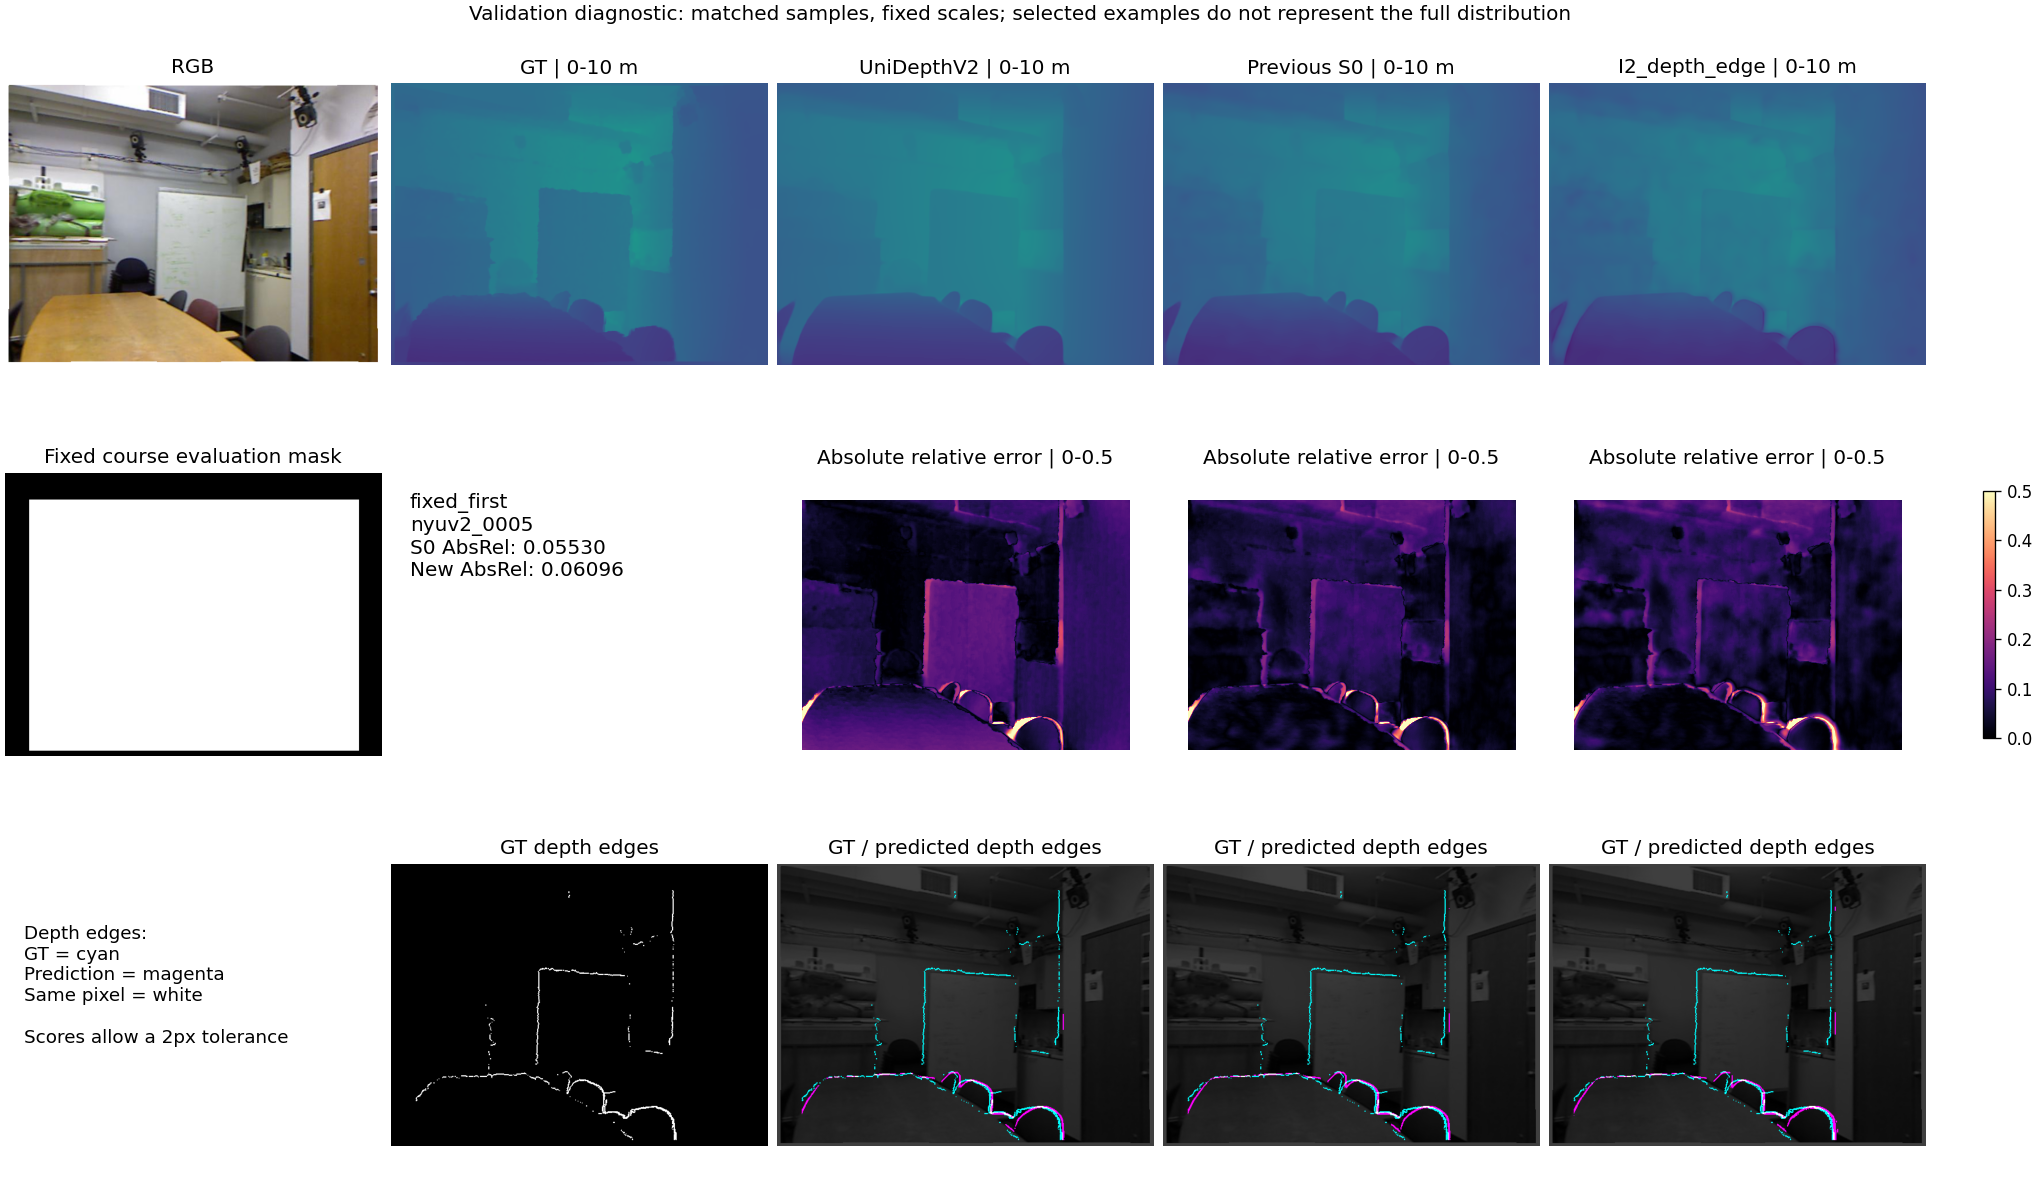 Validation diagnostic: matched samples, fixed scales; selected examples do not represent the full distribution
RGB
GT | 0-10 m
UniDepthV2 | 0-10 m
Previous S0 | 0-10 m
I2_depth_edge | 0-10 m
Fixed course evaluation mask
fixed_first
nyuv2_0005
S0 AbsRel: 0.05530
New AbsRel: 0.06096
Absolute relative error | 0-0.5
Absolute relative error | 0-0.5
Absolute relative error | 0-0.5
0.5
0.4
0.3
0.2
0.1
0.0
Depth edges:
GT = cyan
Prediction = magenta
Same pixel = white
Scores allow a 2px tolerance
GT depth edges
GT / predicted depth edges
GT / predicted depth edges
GT / predicted depth edges